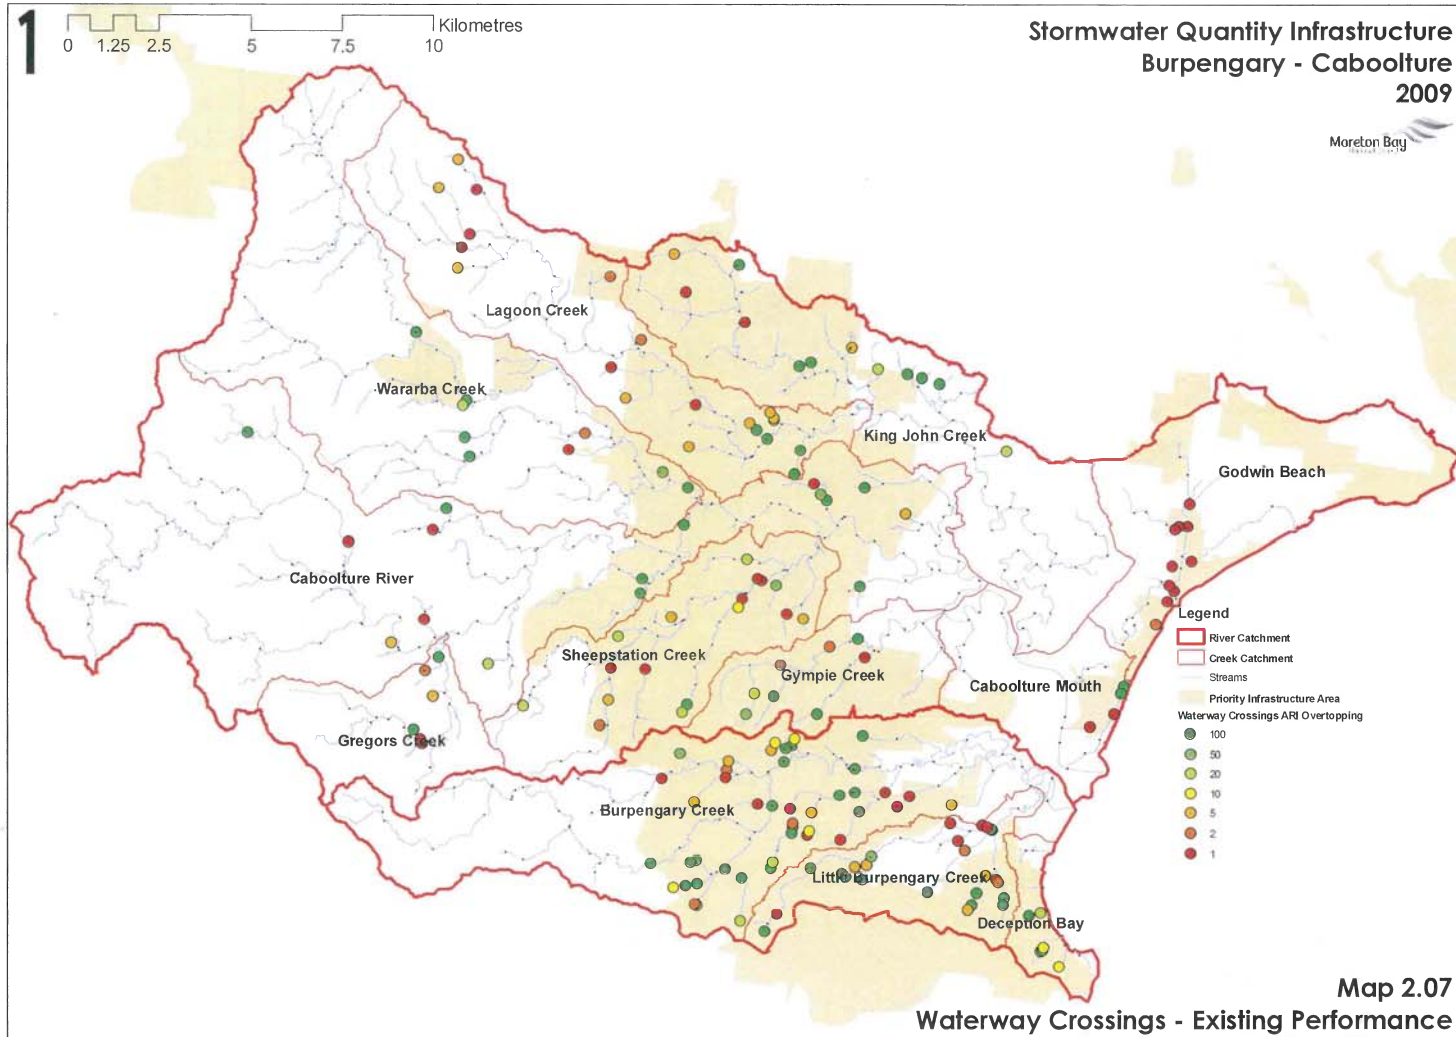 1
Kilometres
0 1.25 2.5 5 7.5 10
Stormwater Quantity Infrastructure
Burpengary - Caboolture
2009
Moreton Bay
Lagoon Creek
Wararba Creek
King John Creek
Godwin Beach
Caboolture River
Sheepstation Creek
Gympie Creek
Caboolture Mouth
Gregors Creek
Burpengary Creek
Little Burpengary Creek
Deception Bay
Legend
River Catchment
Creek Catchment
Streams
Priority Infrastructure Area
Waterway Crossings ARI Overtopping
100
50
20
10
5
2
1
Map 2.07
Waterway Crossings - Existing Performance